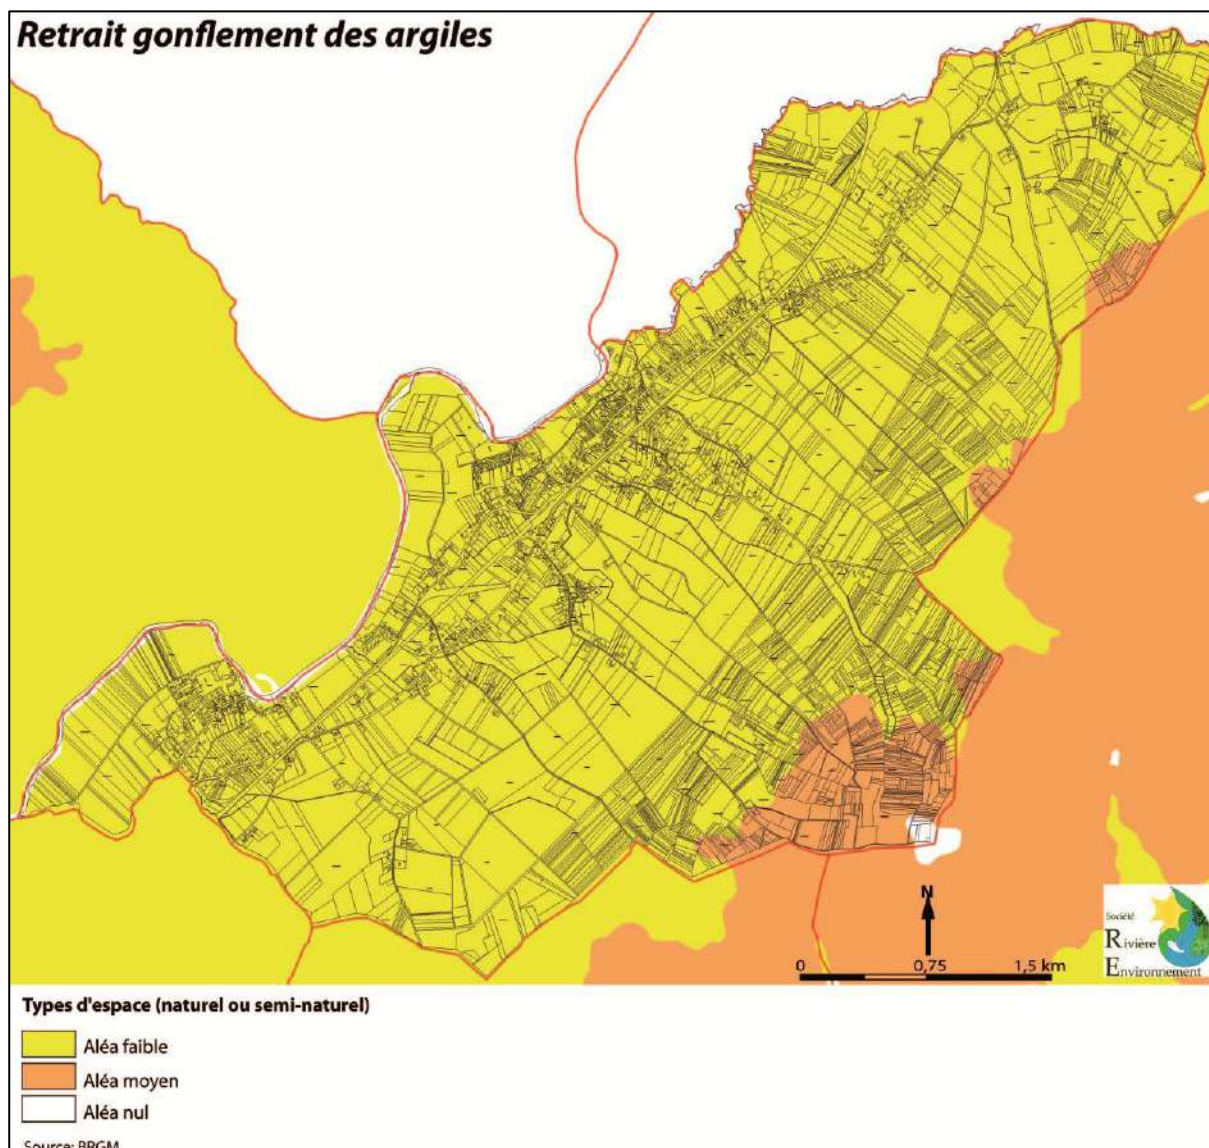 Retrait gonflement des argiles
N
0 0,75 1,5 km
Société
Rivière
Environnement
Types d'espace (naturel ou semi-naturel)
Aléa faible
Aléa moyen
Aléa nul
Source: BRGM